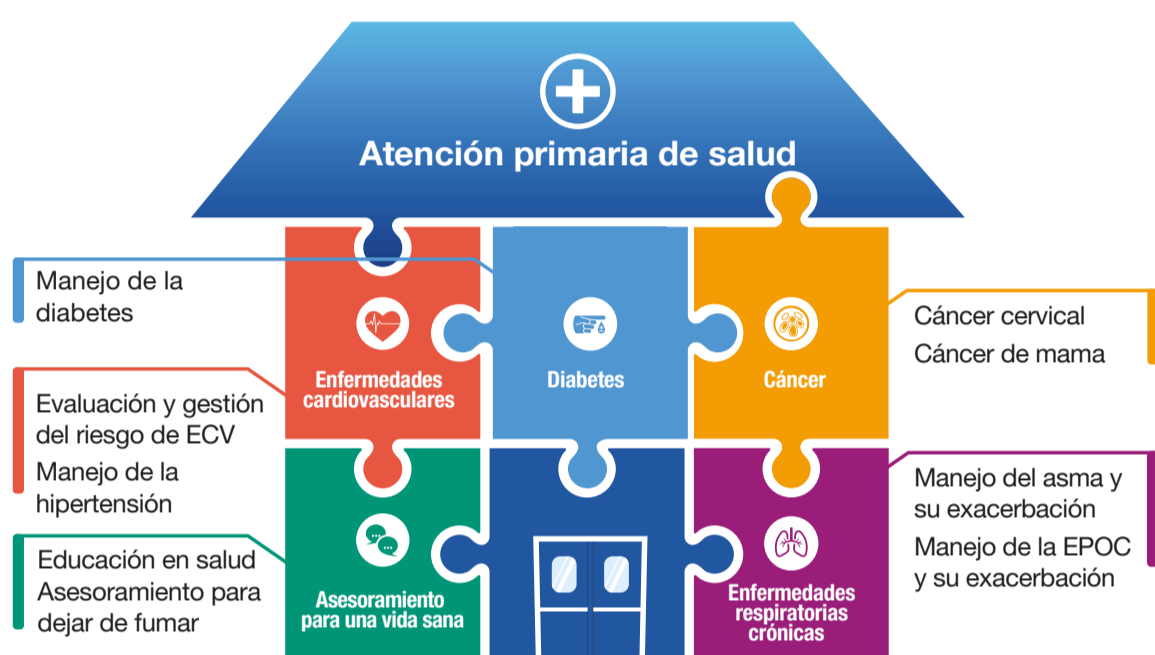 Atención primaria de salud
Manejo de la
diabetes
Evaluación y gestión
del riesgo de ECV
Manejo de la
hipertensión
Educación en salud
Asesoramiento para
dejar de fumar
Enfermedades
cardiovasculares
Diabetes
Cáncer
Asesoramiento
para una vida sana
Enfermedades
respiratorias
crónicas
Cáncer cervical
Cáncer de mama
Manejo del asma y
su exacerbación
Manejo de la EPOC
y su exacerbación